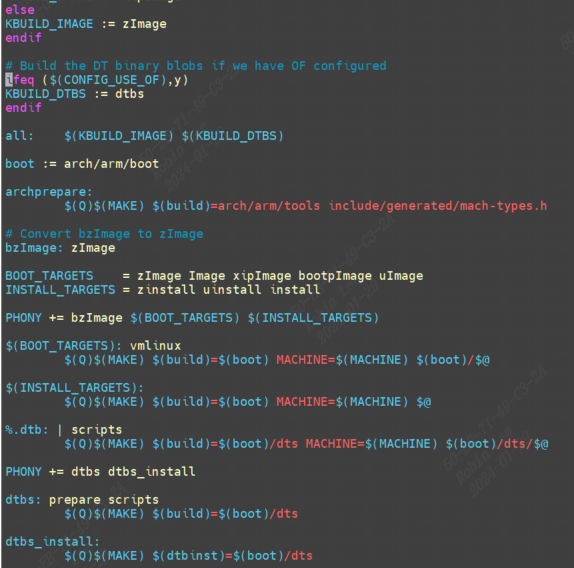 else
KBUILD_IMAGE := zImage
endif
# Build the DT binary blobs if we have OF configured
ifeq ($(CONFIG_USE_OF),y)
KBUILD_DTBS := dtbs
endif
all:    $(KBUILD_IMAGE) $(KBUILD_DTBS)
boot := arch/arm/boot
archprepare:
        $(Q)$(MAKE) $(build)=arch/arm/tools include/generated/mach-types.h
# Convert bzImage to zImage
bzImage: zImage
BOOT_TARGETS    = zImage Image xipImage bootpImage uImage
INSTALL_TARGETS = zinstall uinstall install
PHONY += bzImage $(BOOT_TARGETS) $(INSTALL_TARGETS)
$(BOOT_TARGETS): vmlinux
        $(Q)$(MAKE) $(build)=$(boot) MACHINE=$(MACHINE) $(boot)/$@
$(INSTALL_TARGETS):
        $(Q)$(MAKE) $(build)=$(boot) MACHINE=$(MACHINE) $@
%.dtb: | scripts
        $(Q)$(MAKE) $(build)=$(boot)/dts MACHINE=$(MACHINE) $(boot)/dts/$@
PHONY += dtbs dtbs_install
dtbs: prepare scripts
        $(Q)$(MAKE) $(build)=$(boot)/dts
dtbs_install:
        $(Q)$(MAKE) $(dtbinst)=$(boot)/dts